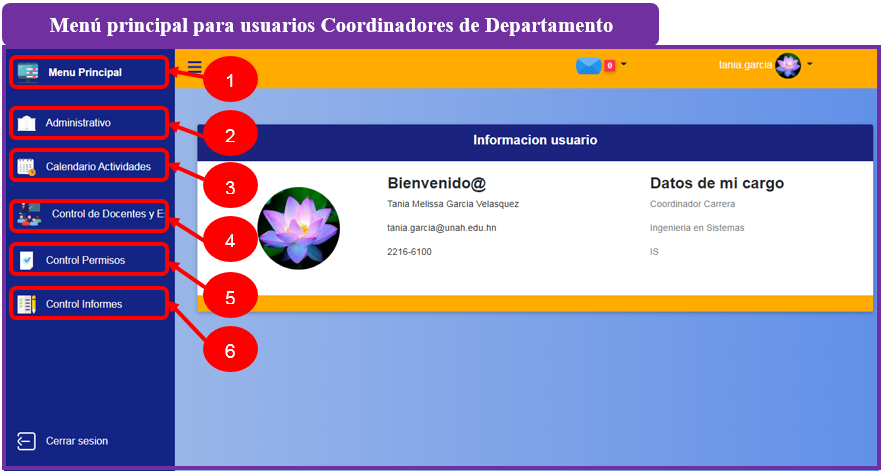 Menú principal para usuarios Coordinadores de Departamento
Menu Principal
1
0
tania.garcia
Administrativo
2
Informacion usuario
Calendario Actividades
3
Bienvenido@
Datos de mi cargo
Tania Melissa Garcia Velasquez
Coordinador Carrera
Control de Docentes y E
4
tania.garcia@unah.edu.hn
Ingenieria en Sistemas
2216-6100
IS
Control Permisos
5
Control Informes
6
Cerrar sesion